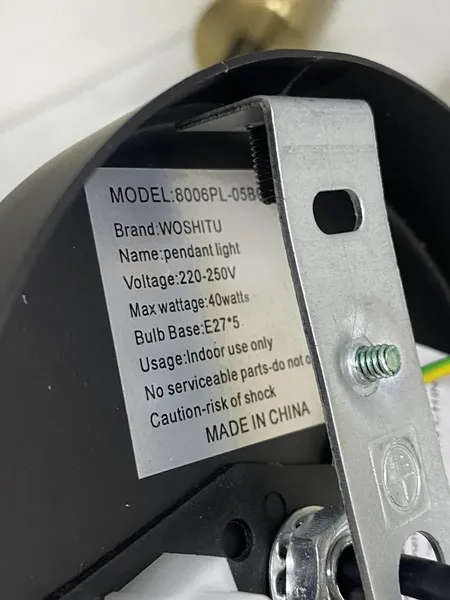 MODEL:8006PL-05B
Brand:WOSHITU
Name:pendant light
Voltage:220-250V
Max wattage:40watts
Bulb Base:E27*5
Usage:Indoor use only
No serviceable parts-do not
Caution-risk of shock
MADE IN CHINA